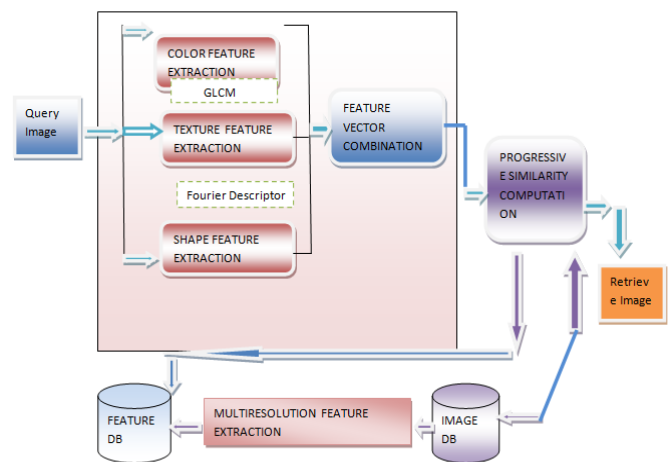 COLOR FEATURE
EXTRACTION
GLCM
Query
Image
TEXTURE FEATURE
EXTRACTION
FEATURE
VECTOR
COMBINATION
Fourier Descriptor
SHAPE FEATURE
EXTRACTION
PROGRESSIV
E SIMILARITY
COMPUTATI
ON
Retriev
e Image
FEATURE
DB
MULTIRESOLUTION FEATURE
EXTRACTION
IMAGE
DB